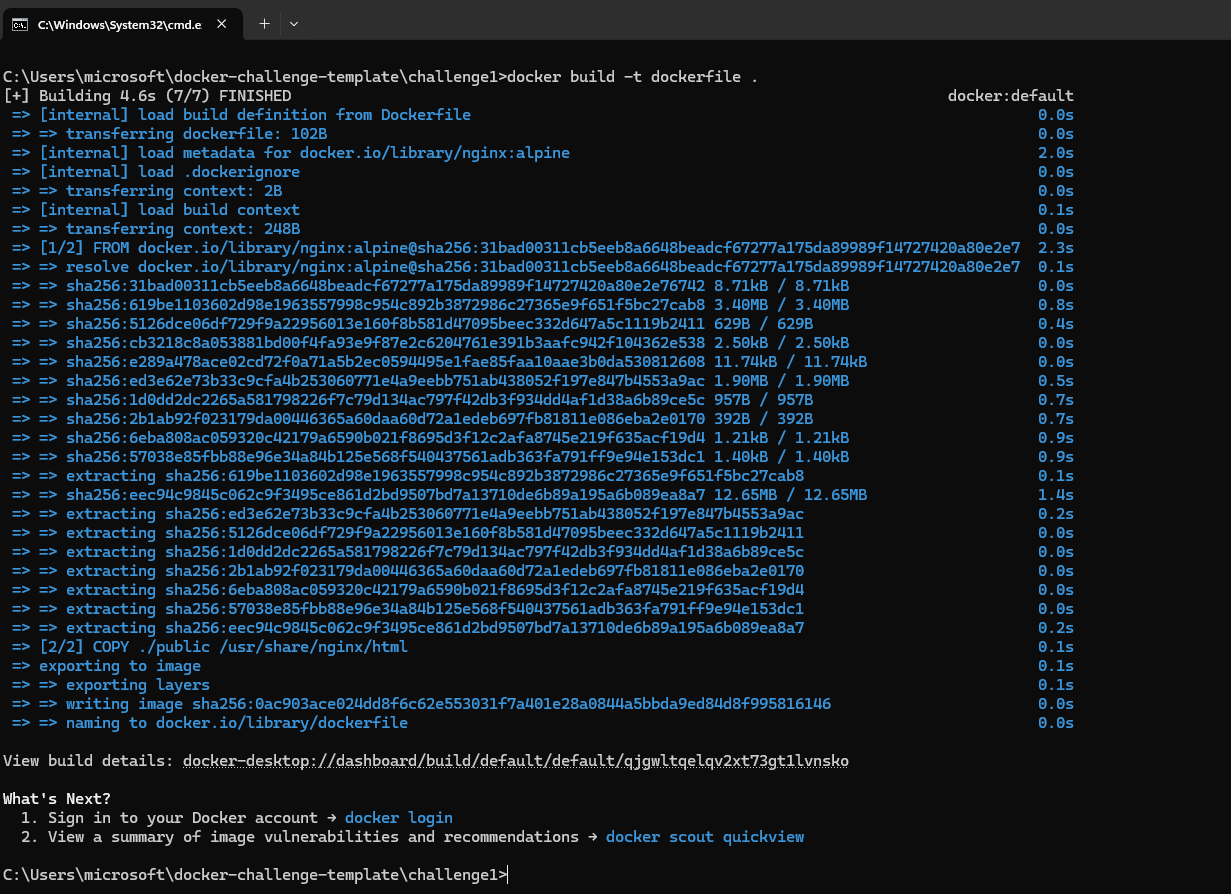 C:\Windows\System32\cmd.e
C:\Users\microsoft\docker-challenge-template\challenge1>docker build -t dockerfile .
[+] Building 4.6s (7/7) FINISHED docker:default
=> [internal] load build definition from Dockerfile 0.0s
=> => transferring dockerfile: 102B 0.0s
=> [internal] load metadata for docker.io/library/nginx:alpine 2.0s
=> [internal] load .dockerignore 0.0s
=> => transferring context: 2B 0.0s
=> [internal] load build context 0.1s
=> => transferring context: 248B 0.0s
=> [1/2] FROM docker.io/library/nginx:alpine@sha256:31bad00311cb5eeb8a6648beadcf67277a175da89989f14727420a80e2e7 2.3s
=> => resolve docker.io/library/nginx:alpine@sha256:31bad00311cb5eeb8a6648beadcf67277a175da89989f14727420a80e2e7 0.1s
=> => sha256:31bad00311cb5eeb8a6648beadcf67277a175da89989f14727420a80e2e76742 8.71kB / 8.71kB 0.0s
=> => sha256:619be1103602d98e1963557998c954c892b3872986c27365e9f651f5bc27cab8 3.40MB / 3.40MB 0.8s
=> => sha256:5126dce06df729f9a22956013e160f8b581d47095beec332d647a5c1119b2411 629B / 629B 0.4s
=> => sha256:cb3218c8a053881bd00f4fa93e9f87e2c6204761e391b3aafc942f104362e538 2.50kB / 2.50kB 0.0s
=> => sha256:e289a478ace02cd72f0a71a5b2ec0594495e1fae85faa10aae3b0da530812608 11.74kB / 11.74kB 0.0s
=> => sha256:ed3e62e73b33c9cfa4b253060771e4a9eebb751ab438052f197e847b4553a9ac 1.90MB / 1.90MB 0.5s
=> => sha256:1d0dd2dc2265a581798226f7c79d134ac797f42db3f934dd4af1d38a6b89ce5c 957B / 957B 0.7s
=> => sha256:2b1ab92f023179da00446365a60daa60d72a1edeb697fb81811e086eba2e0170 392B / 392B 0.7s
=> => sha256:6eba808ac059320c42179a6590b021f8695d3f12c2afa8745e219f635acf19d4 1.21kB / 1.21kB 0.9s
=> => sha256:57038e85fbb88e96e34a84b125e568f540437561adb363fa791ff9e94e153dc1 1.40kB / 1.40kB 0.9s
=> => extracting sha256:619be1103602d98e1963557998c954c892b3872986c27365e9f651f5bc27cab8 0.1s
=> => sha256:eec94c9845c062c9f3495ce861d2bd9507bd7a13710de6b89a195a6b089ea8a7 12.65MB / 12.65MB 1.4s
=> => extracting sha256:ed3e62e73b33c9cfa4b253060771e4a9eebb751ab438052f197e847b4553a9ac 0.2s
=> => extracting sha256:5126dce06df729f9a22956013e160f8b581d47095beec332d647a5c1119b2411 0.0s
=> => extracting sha256:1d0dd2dc2265a581798226f7c79d134ac797f42db3f934dd4af1d38a6b89ce5c 0.0s
=> => extracting sha256:2b1ab92f023179da00446365a60daa60d72a1edeb697fb81811e086eba2e0170 0.0s
=> => extracting sha256:6eba808ac059320c42179a6590b021f8695d3f12c2afa8745e219f635acf19d4 0.0s
=> => extracting sha256:57038e85fbb88e96e34a84b125e568f540437561adb363fa791ff9e94e153dc1 0.0s
=> => extracting sha256:eec94c9845c062c9f3495ce861d2bd9507bd7a13710de6b89a195a6b089ea8a7 0.2s
=> [2/2] COPY ./public /usr/share/nginx/html 0.1s
=> exporting to image 0.1s
=> => exporting layers 0.1s
=> => writing image sha256:0ac903ace024dd8f6c62e553031f7a401e28a0844a5bbda9ed84d8f995816146 0.0s
=> => naming to docker.io/library/dockerfile 0.0s
View build details: docker-desktop://dashboard/build/default/default/qjgwltqelqv2xt73gt1lvnsko
What's Next?
1. Sign in to your Docker account → docker login
2. View a summary of image vulnerabilities and recommendations → docker scout quickview
C:\Users\microsoft\docker-challenge-template\challenge1>